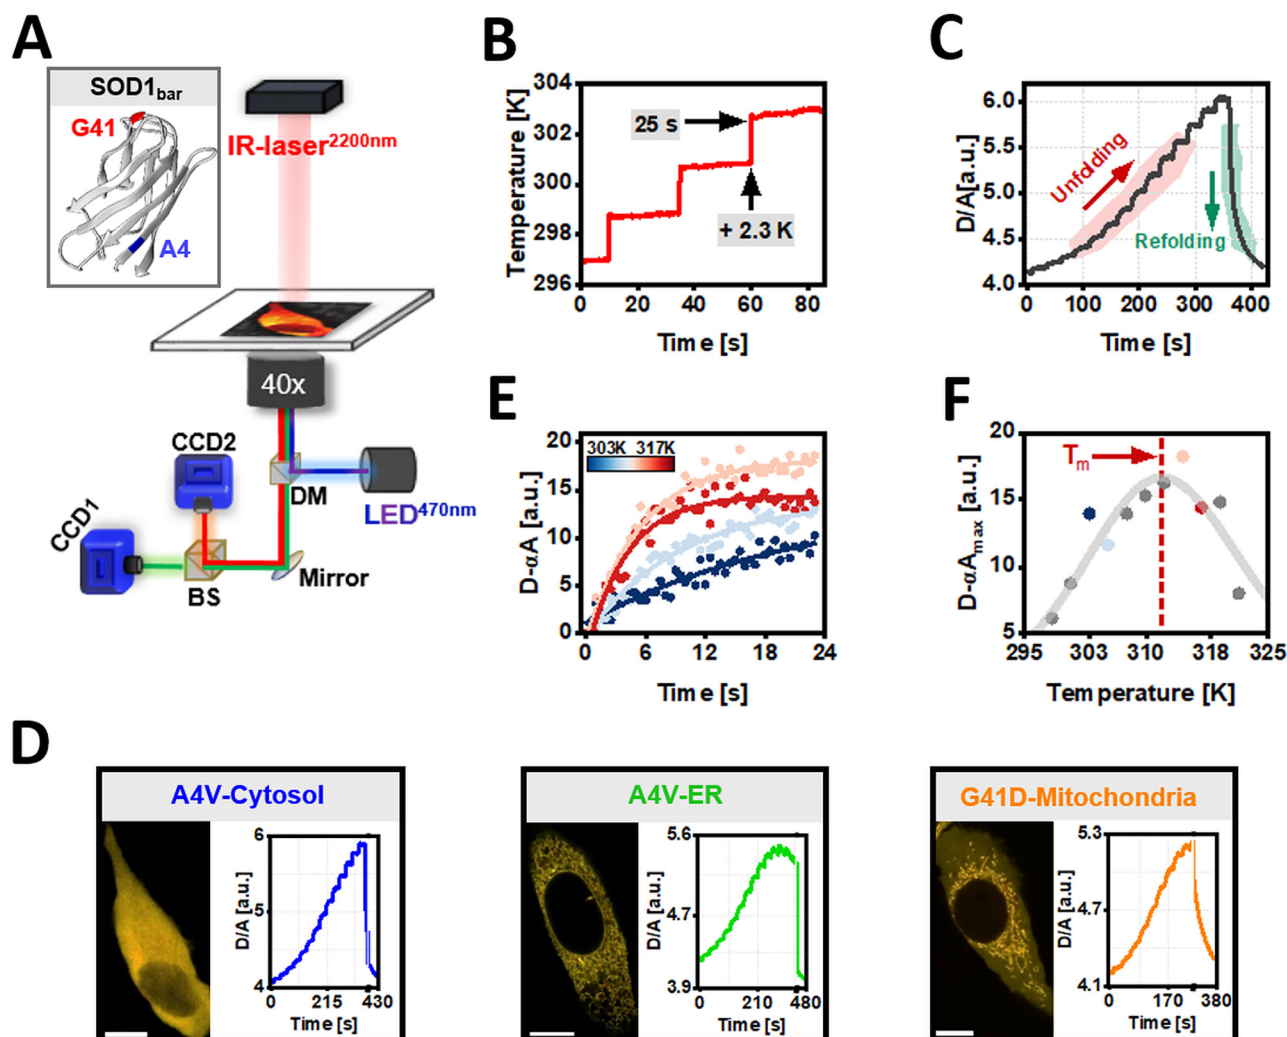 A
SOD1bar
G41
A4
IR-laser2200nm
40x
CCD2
CCD1
DM
LED470nm
Mirror
BS
B
Temperature [K]
304
302
300
298
296
25 s
+ 2.3 K
0 20 40 60 80
Time [s]
C
D/A[a.u.]
6.0
5.5
5.0
4.5
4.0
Unfolding
Refolding
0 100 200 300 400
Time [s]
E
D-αA [a.u.]
20
15
10
5
0
303K 317K
0 6 12 18 24
Time [s]
F
D-αAmax [a.u.]
20
15
10
5
Tm
295 303 310 318 325
Temperature [K]
D
A4V-Cytosol
D/A [a.u.]
6
5
4
0 215 430
Time [s]
A4V-ER
D/A [a.u.]
5.6
4.7
3.9
0 210 480
Time [s]
G41D-Mitochondria
D/A [a.u.]
5.3
4.7
4.1
0 170 380
Time [s]